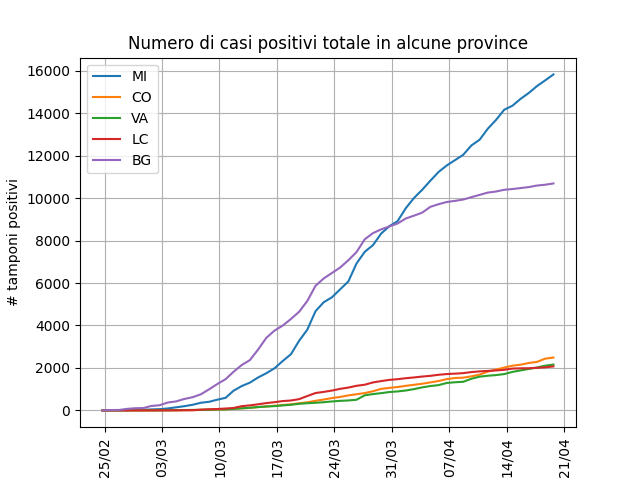 Numero di casi positivi totale in alcune province
# tamponi positivi
16000
14000
12000
10000
8000
6000
4000
2000
0
MI
CO
VA
LC
BG
25/02
03/03
10/03
17/03
24/03
31/03
07/04
14/04
21/04